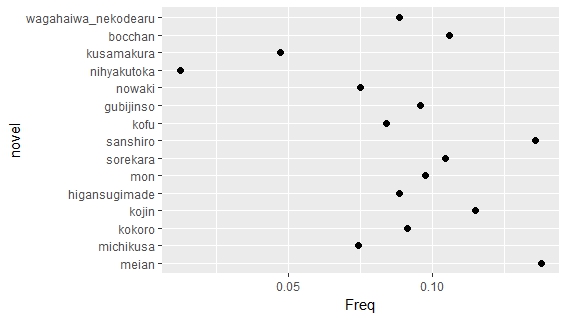 wagahaiwa_nekodearu
bocchan
kusamakura
nihyakutoka
nowaki
gubijinso
kofu
sanshiro
sorekara
mon
higansugimade
kojin
kokoro
michikusa
meian
novel
0.05 0.10
Freq